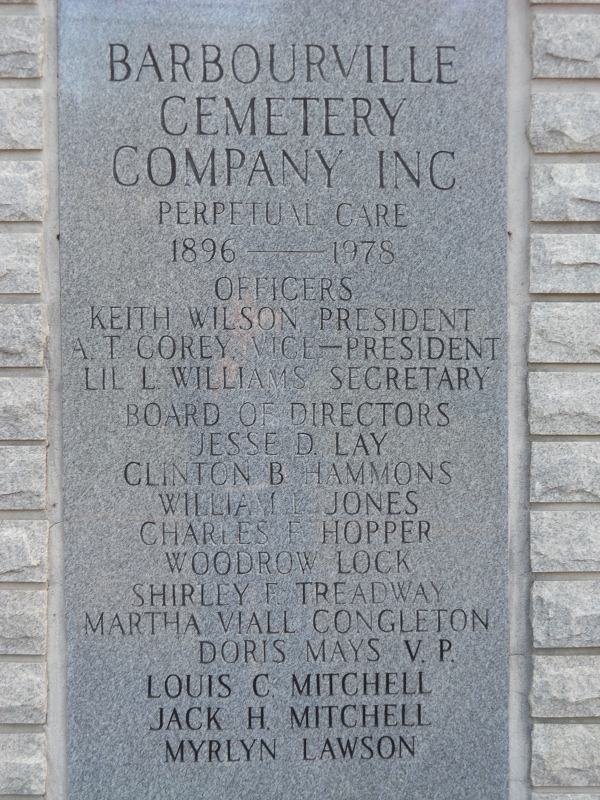 BARBOURVILLE
CEMETERY
COMPANY INC
PERPETUAL CARE
1896 — 1978
OFFICERS
KEITH WILSON PRESIDENT
A. T. COREY VICE-PRESIDENT
LIL L. WILLIAMS SECRETARY
BOARD OF DIRECTORS
JESSE D. LAY
CLINTON B. HAMMONS
WILLIAM L. JONES
CHARLES F. HOPPER
WOODROW LOCK
SHIRLEY F. TREADWAY
MARTHA VIALL CONGLETON
DORIS MAYS V. P.
LOUIS C. MITCHELL
JACK H. MITCHELL
MYRLYN LAWSON